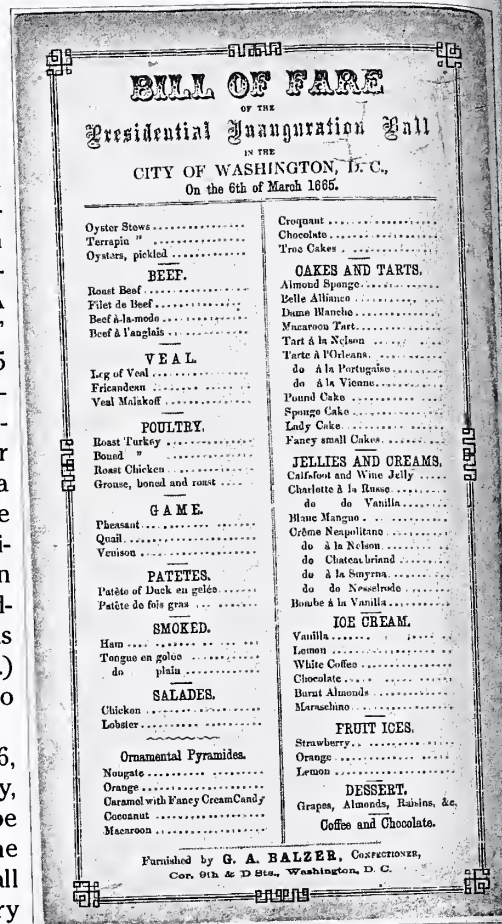 BILL OF FARE
OF THE
Presidential Inauguration Ball
IN THE
CITY OF WASHINGTON, D. C.,
On the 6th of March 1865.
Oyster Stews
Terrapin "
Oysters, pickled
BEEF.
Roast Beef
Filet de Beef
Beef à-la-mode
Beef à l'anglais
VEAL.
Leg of Veal
Fricandeau
Veal Malakoff
POULTRY.
Roast Turkey
Boned "
Roast Chicken
Grouse, boned and roast
GAME.
Pheasant
Quail
Venison
PATETES.
Patête of Duck en gelée
Patête de fois gras
SMOKED.
Ham
Tongue en gelée
do plain
SALADES.
Chicken
Lobster
Ornamental Pyramides.
Nougate
Orange
Caramel with Fancy Cream Candy
Cocoanut
Macaroon
Croquant
Chocolate
Tree Cakes
CAKES AND TARTS,
Almond Sponge
Belle Alliance
Dame Blanche
Macaroon Tart
Tart à la Nelson
Tarte à l'Orleans
do à la Portugaise
do à la Vienne
Pound Cake
Sponge Cake
Lady Cake
Fancy small Cakes
JELLIES AND CREAMS,
Calfsfoot and Wine Jelly
Charlotte à la Russe
do do Vanilla
Blanc Mangue
Crême Neapolitane
do à la Nelson
do Chateaubriand
do à la Smyrna
do do Nesselrode
Bombe à la Vanilla
ICE CREAM.
Vanilla
Lemon
White Coffee
Chocolate
Burnt Almonds
Maraschino
FRUIT ICES,
Strawberry
Orange
Lemon
DESSERT.
Grapes, Almonds, Raisins, &c,
Coffee and Chocolate.
Furnished by G. A. BALZER, CONFECTIONER,
Cor. 9th & D Sts., Washington, D. C.